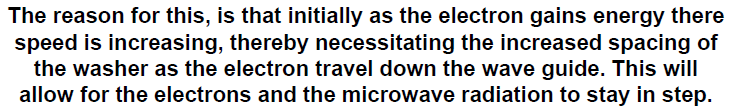 The reason for this, is that initially as the electron gains energy there
speed is increasing, thereby necessitating the increased spacing of
the washer as the electron travel down the wave guide. This will
allow for the electrons and the microwave radiation to stay in step.